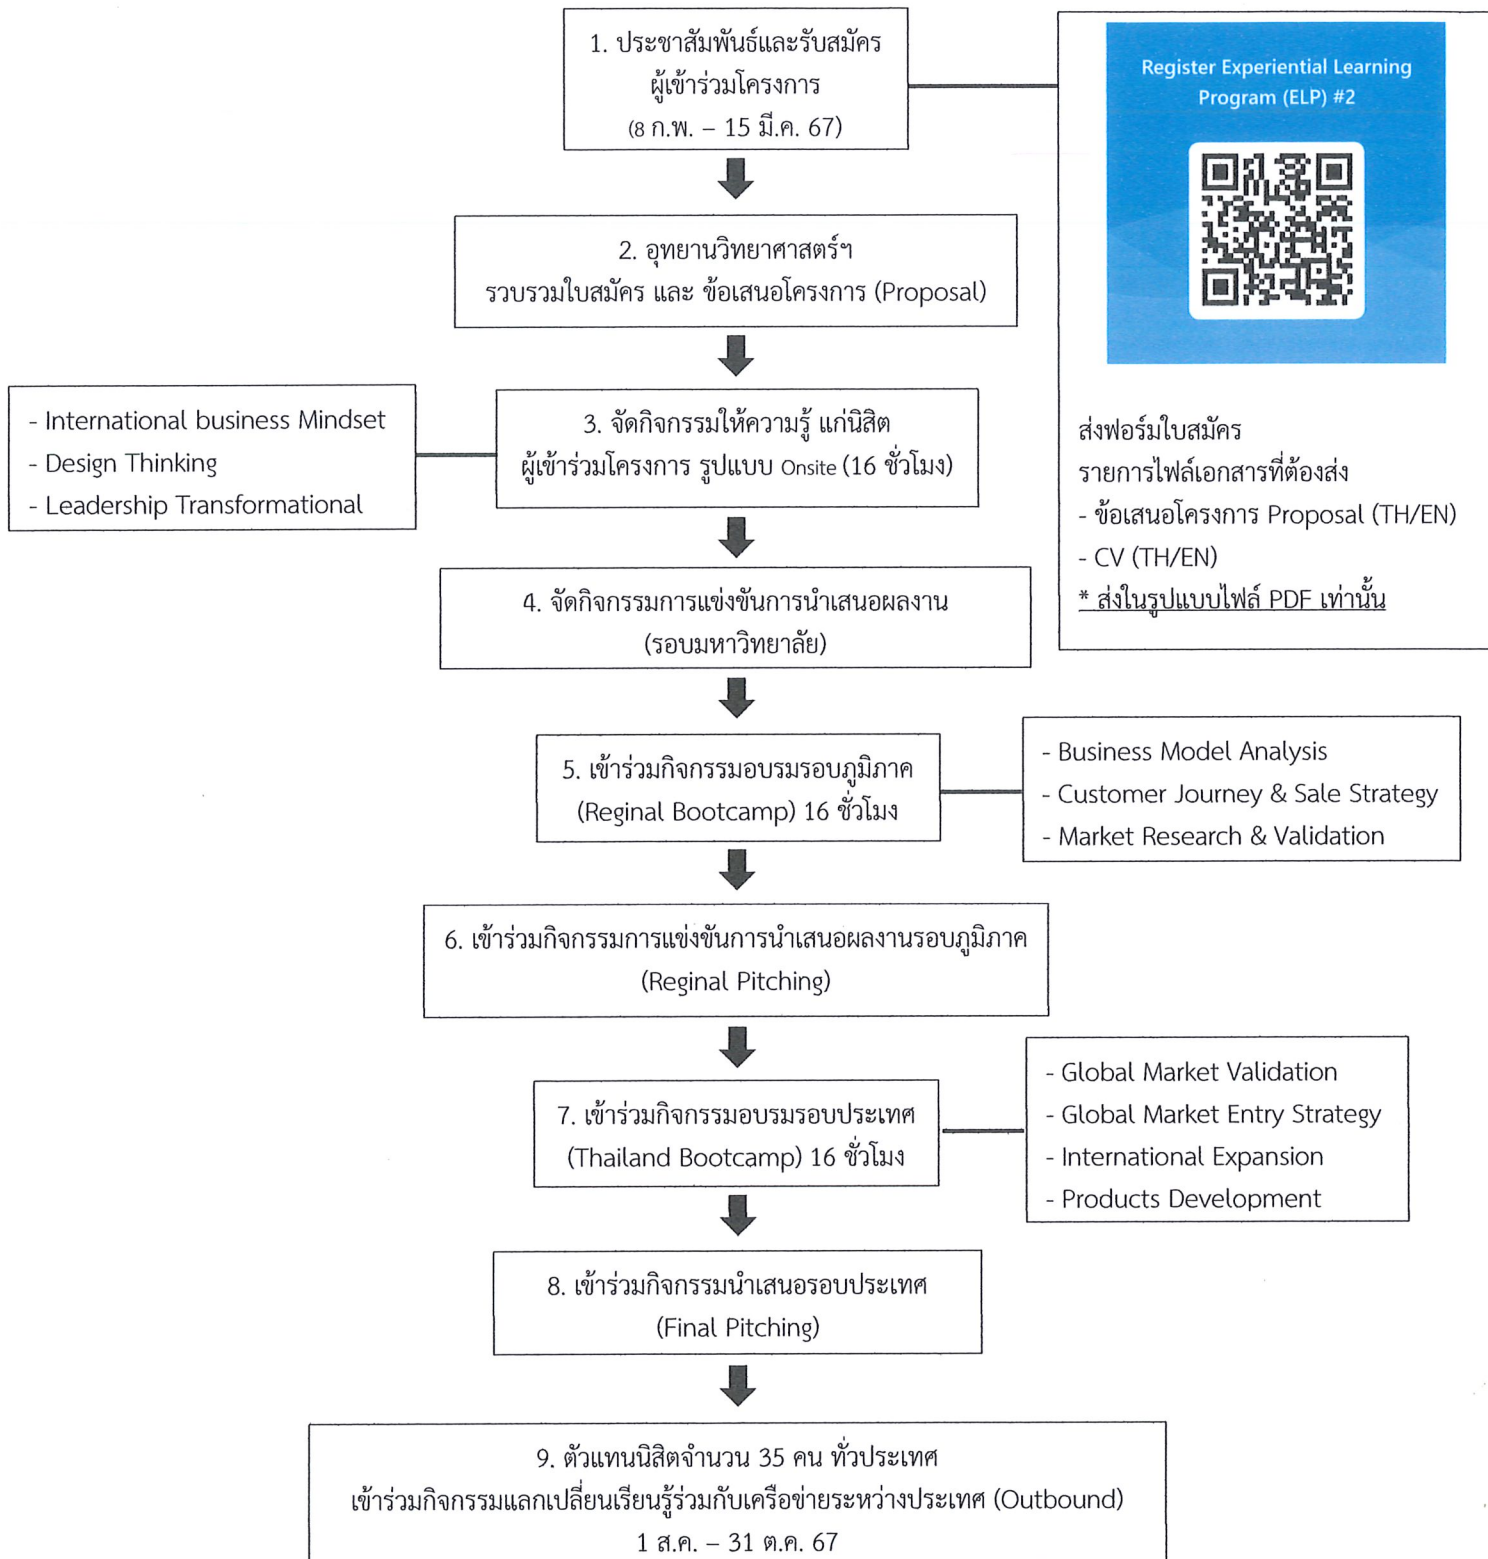 1. ประชาสัมพันธ์และรับสมัคร
ผู้เข้าร่วมโครงการ
(8 ก.พ. – 15 มี.ค. 67)
Register Experiential Learning
Program (ELP) #2
ส่งฟอร์มใบสมัคร
รายการไฟล์เอกสารที่ต้องส่ง
- ข้อเสนอโครงการ Proposal (TH/EN)
- CV (TH/EN)
* ส่งในรูปแบบไฟล์ PDF เท่านั้น
2. อุทยานวิทยาศาสตร์ฯ
รวบรวมใบสมัคร และ ข้อเสนอโครงการ (Proposal)
3. จัดกิจกรรมให้ความรู้ แก่นิสิต
ผู้เข้าร่วมโครงการ รูปแบบ Onsite (16 ชั่วโมง)
- International business Mindset
- Design Thinking
- Leadership Transformational
4. จัดกิจกรรมการแข่งขันการนำเสนอผลงาน
(รอบมหาวิทยาลัย)
5. เข้าร่วมกิจกรรมอบรมรอบภูมิภาค
(Reginal Bootcamp) 16 ชั่วโมง
- Business Model Analysis
- Customer Journey & Sale Strategy
- Market Research & Validation
6. เข้าร่วมกิจกรรมการแข่งขันการนำเสนอผลงานรอบภูมิภาค
(Reginal Pitching)
7. เข้าร่วมกิจกรรมอบรมรอบประเทศ
(Thailand Bootcamp) 16 ชั่วโมง
- Global Market Validation
- Global Market Entry Strategy
- International Expansion
- Products Development
8. เข้าร่วมกิจกรรมนำเสนอรอบประเทศ
(Final Pitching)
9. ตัวแทนนิสิตจำนวน 35 คน ทั่วประเทศ
เข้าร่วมกิจกรรมแลกเปลี่ยนเรียนรู้ร่วมกับเครือข่ายระหว่างประเทศ (Outbound)
1 ส.ค. – 31 ต.ค. 67